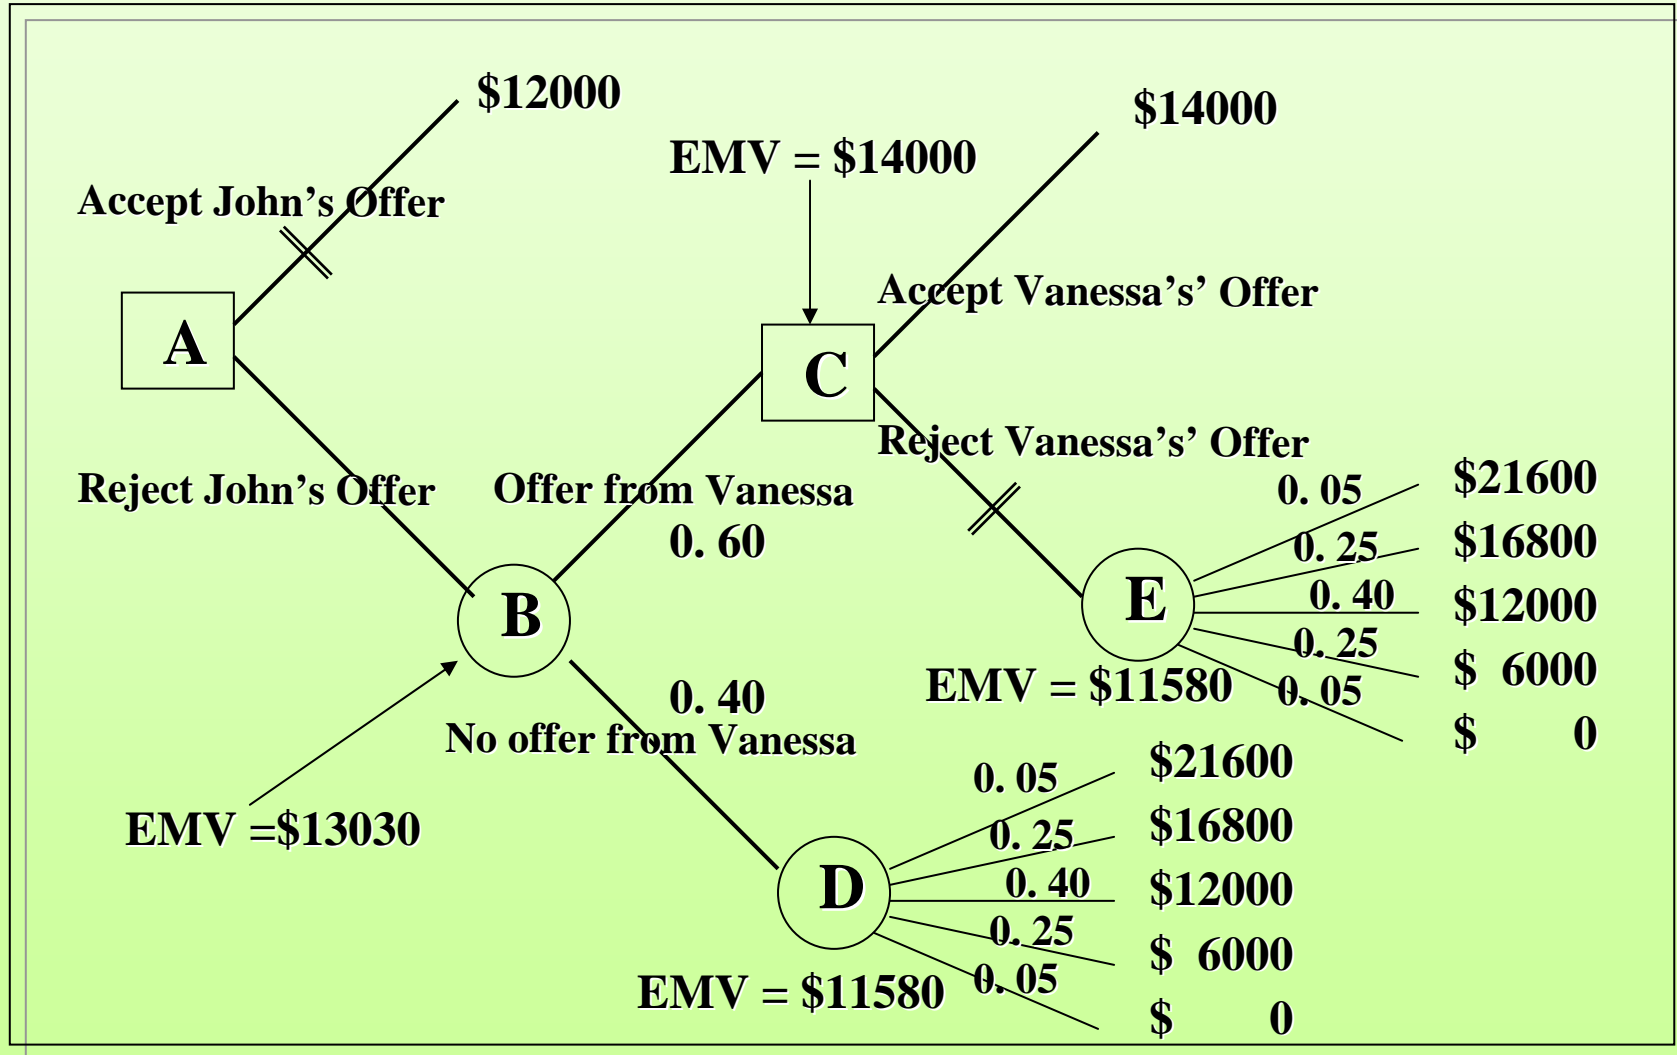 $12000
$14000
EMV = $14000
Accept John's Offer
Accept Vanessa's' Offer
A
C
Reject Vanessa's' Offer
Reject John's Offer
Offer from Vanessa
0. 60
0. 05 $21600
0. 25 $16800
0. 40 $12000
0. 25 $ 6000
0. 05 $ 0
E
EMV = $11580
B
0. 40
No offer from Vanessa
EMV =$13030
0. 05 $21600
0. 25 $16800
0. 40 $12000
0. 25 $ 6000
0. 05 $ 0
D
EMV = $11580